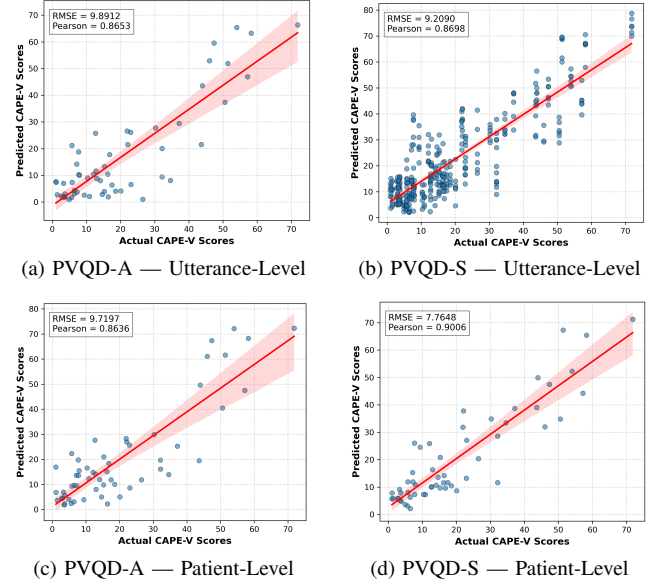 RMSE = 9.8912
Pearson = 0.8653
Predicted CAPE-V Scores
70
60
50
40
30
20
10
0
0 10 20 30 40 50 60 70
Actual CAPE-V Scores
(a) PVQD-A — Utterance-Level
RMSE = 9.2090
Pearson = 0.8698
Predicted CAPE-V Scores
80
70
60
50
40
30
20
10
0
0 10 20 30 40 50 60 70
Actual CAPE-V Scores
(b) PVQD-S — Utterance-Level
RMSE = 9.7197
Pearson = 0.8636
Predicted CAPE-V Scores
80
70
60
50
40
30
20
10
0
0 10 20 30 40 50 60 70
Actual CAPE-V Scores
(c) PVQD-A — Patient-Level
RMSE = 7.7648
Pearson = 0.9006
Predicted CAPE-V Scores
70
60
50
40
30
20
10
0
0 10 20 30 40 50 60 70
Actual CAPE-V Scores
(d) PVQD-S — Patient-Level